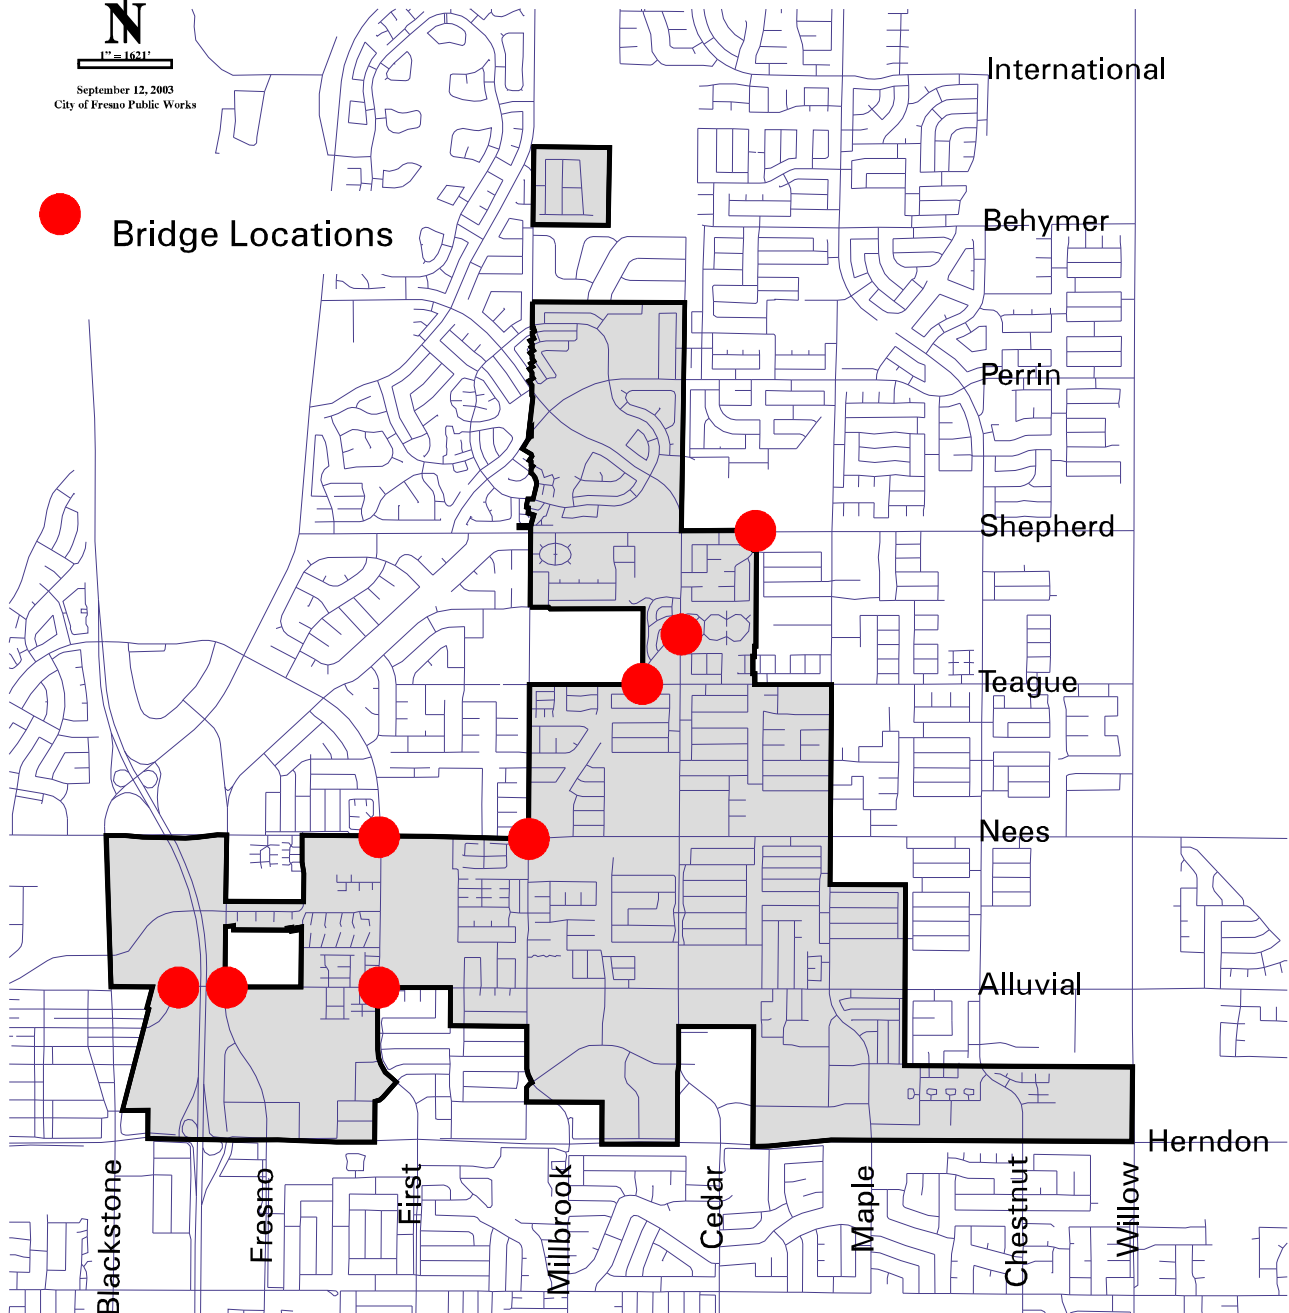 N
1" = 1621'
September 12, 2003
City of Fresno Public Works
International
Behymer
Bridge Locations
Perrin
Shepherd
Teague
Nees
Alluvial
Herndon
Blackstone
Fresno
First
Millbrook
Cedar
Maple
Chestnut
Willow